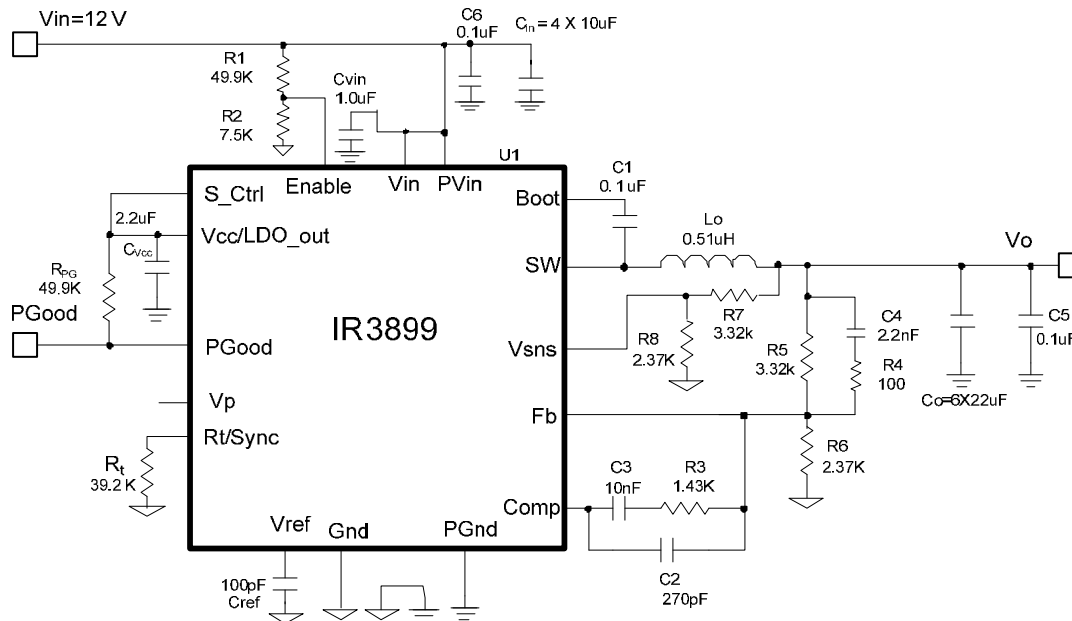 Vin=12 V
C6
0.1uF
Cin = 4 X 10uF
R1
49.9K
Cvin
1.0uF
R2
7.5K
U1
Enable
Vin
PVin
S_Ctrl
Boot
C1
0.1uF
2.2uF
Vcc/LDO_out
CVcc
Lo
0.51uH
Vo
SW
RPG
49.9K
PGood
IR3899
R7
3.32k
C4
2.2nF
C5
0.1uF
PGood
Vsns
R8
2.37K
R5
3.32k
R4
100
Vp
Fb
Co=6X22uF
Rt/Sync
Rt
39.2 K
R6
2.37K
C3
10nF
R3
1.43K
Comp
Vref
Gnd
PGnd
100pF
Cref
C2
270pF